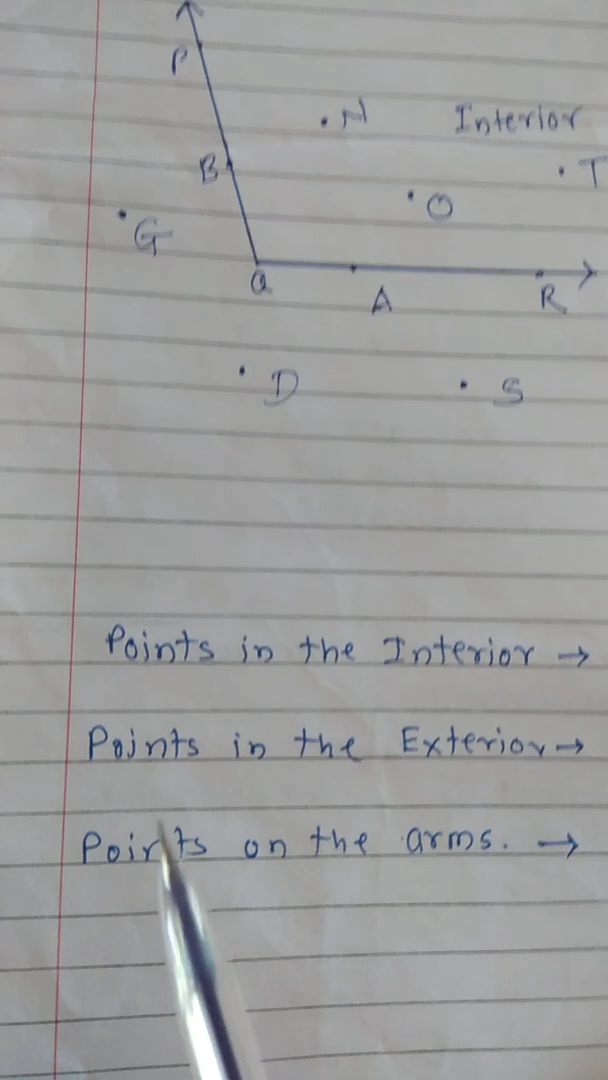 P
N Interior
B T
O
G
Q
A R
D S
Points in the Interior →
Points in the Exterior →
Points on the arms. →